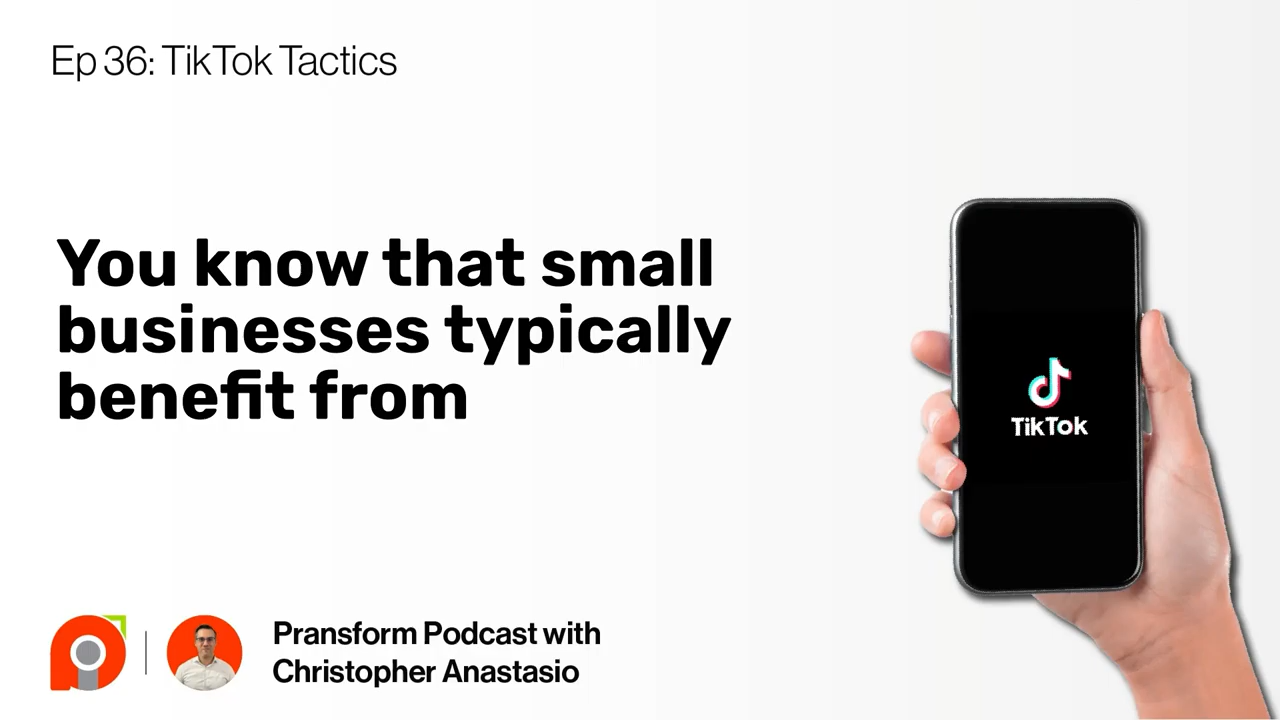 Ep 36: TikTok Tactics
You know that small
businesses typically
benefit from
TikTok
Pransform Podcast with
Christopher Anastasio